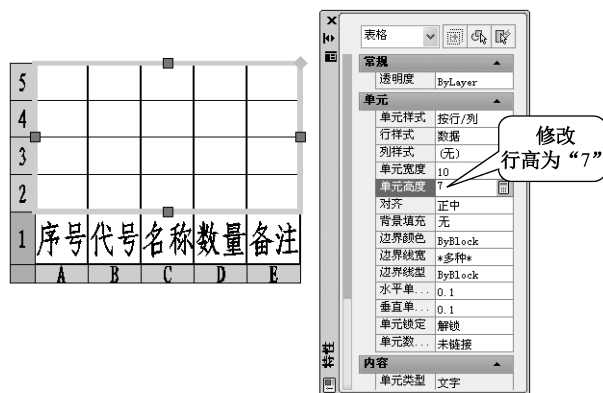 5
4
3
2
1 序号 代号 名称 数量 备注
A B C D E
特性
表格
常规
透明度 ByLayer
单元
单元样式 按行/列
行样式 数据
列样式 (无)
单元宽度 10
单元高度 7
对齐 正中
背景填充 无
边界颜色 ByBlock
边界线宽 *多种*
边界线型 ByBlock
水平单... 0.1
垂直单... 0.1
单元锁定 解锁
单元数... 未链接
内容
单元类型 文字
修改
行高为“7”